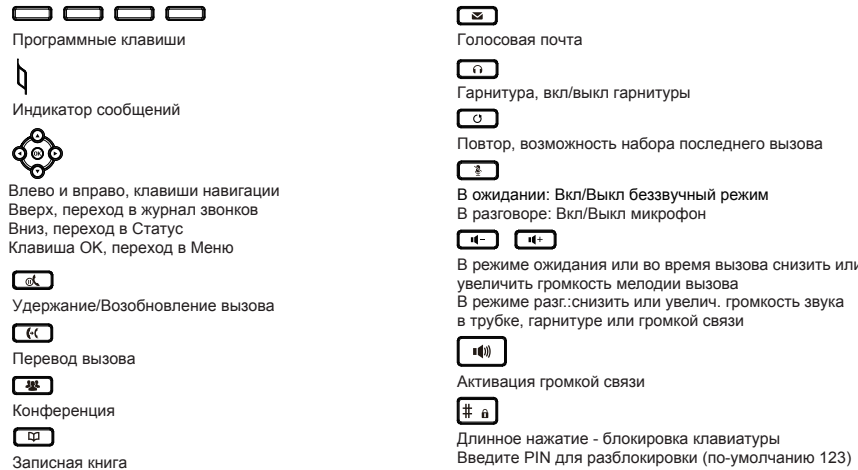 Программные клавиши
Индикатор сообщений
OK
Влево и вправо, клавиши навигации
Вверх, переход в журнал звонков
Вниз, переход в Статус
Клавиша OK, переход в Меню
Удержание/Возобновление вызова
Перевод вызова
Конференция
Записная книга
Голосовая почта
Гарнитура, вкл/выкл гарнитуры
Повтор, возможность набора последнего вызова
В ожидании: Вкл/Выкл беззвучный режим
В разговоре: Вкл/Выкл микрофон
- +
В режиме ожидания или во время вызова снизить или
увеличить громкость мелодии вызова
В режиме разг.:снизить или увелич. громкость звука
в трубке, гарнитуре или громкой связи
Активация громкой связи
#
Длинное нажатие - блокировка клавиатуры
Введите PIN для разблокировки (по-умолчанию 123)